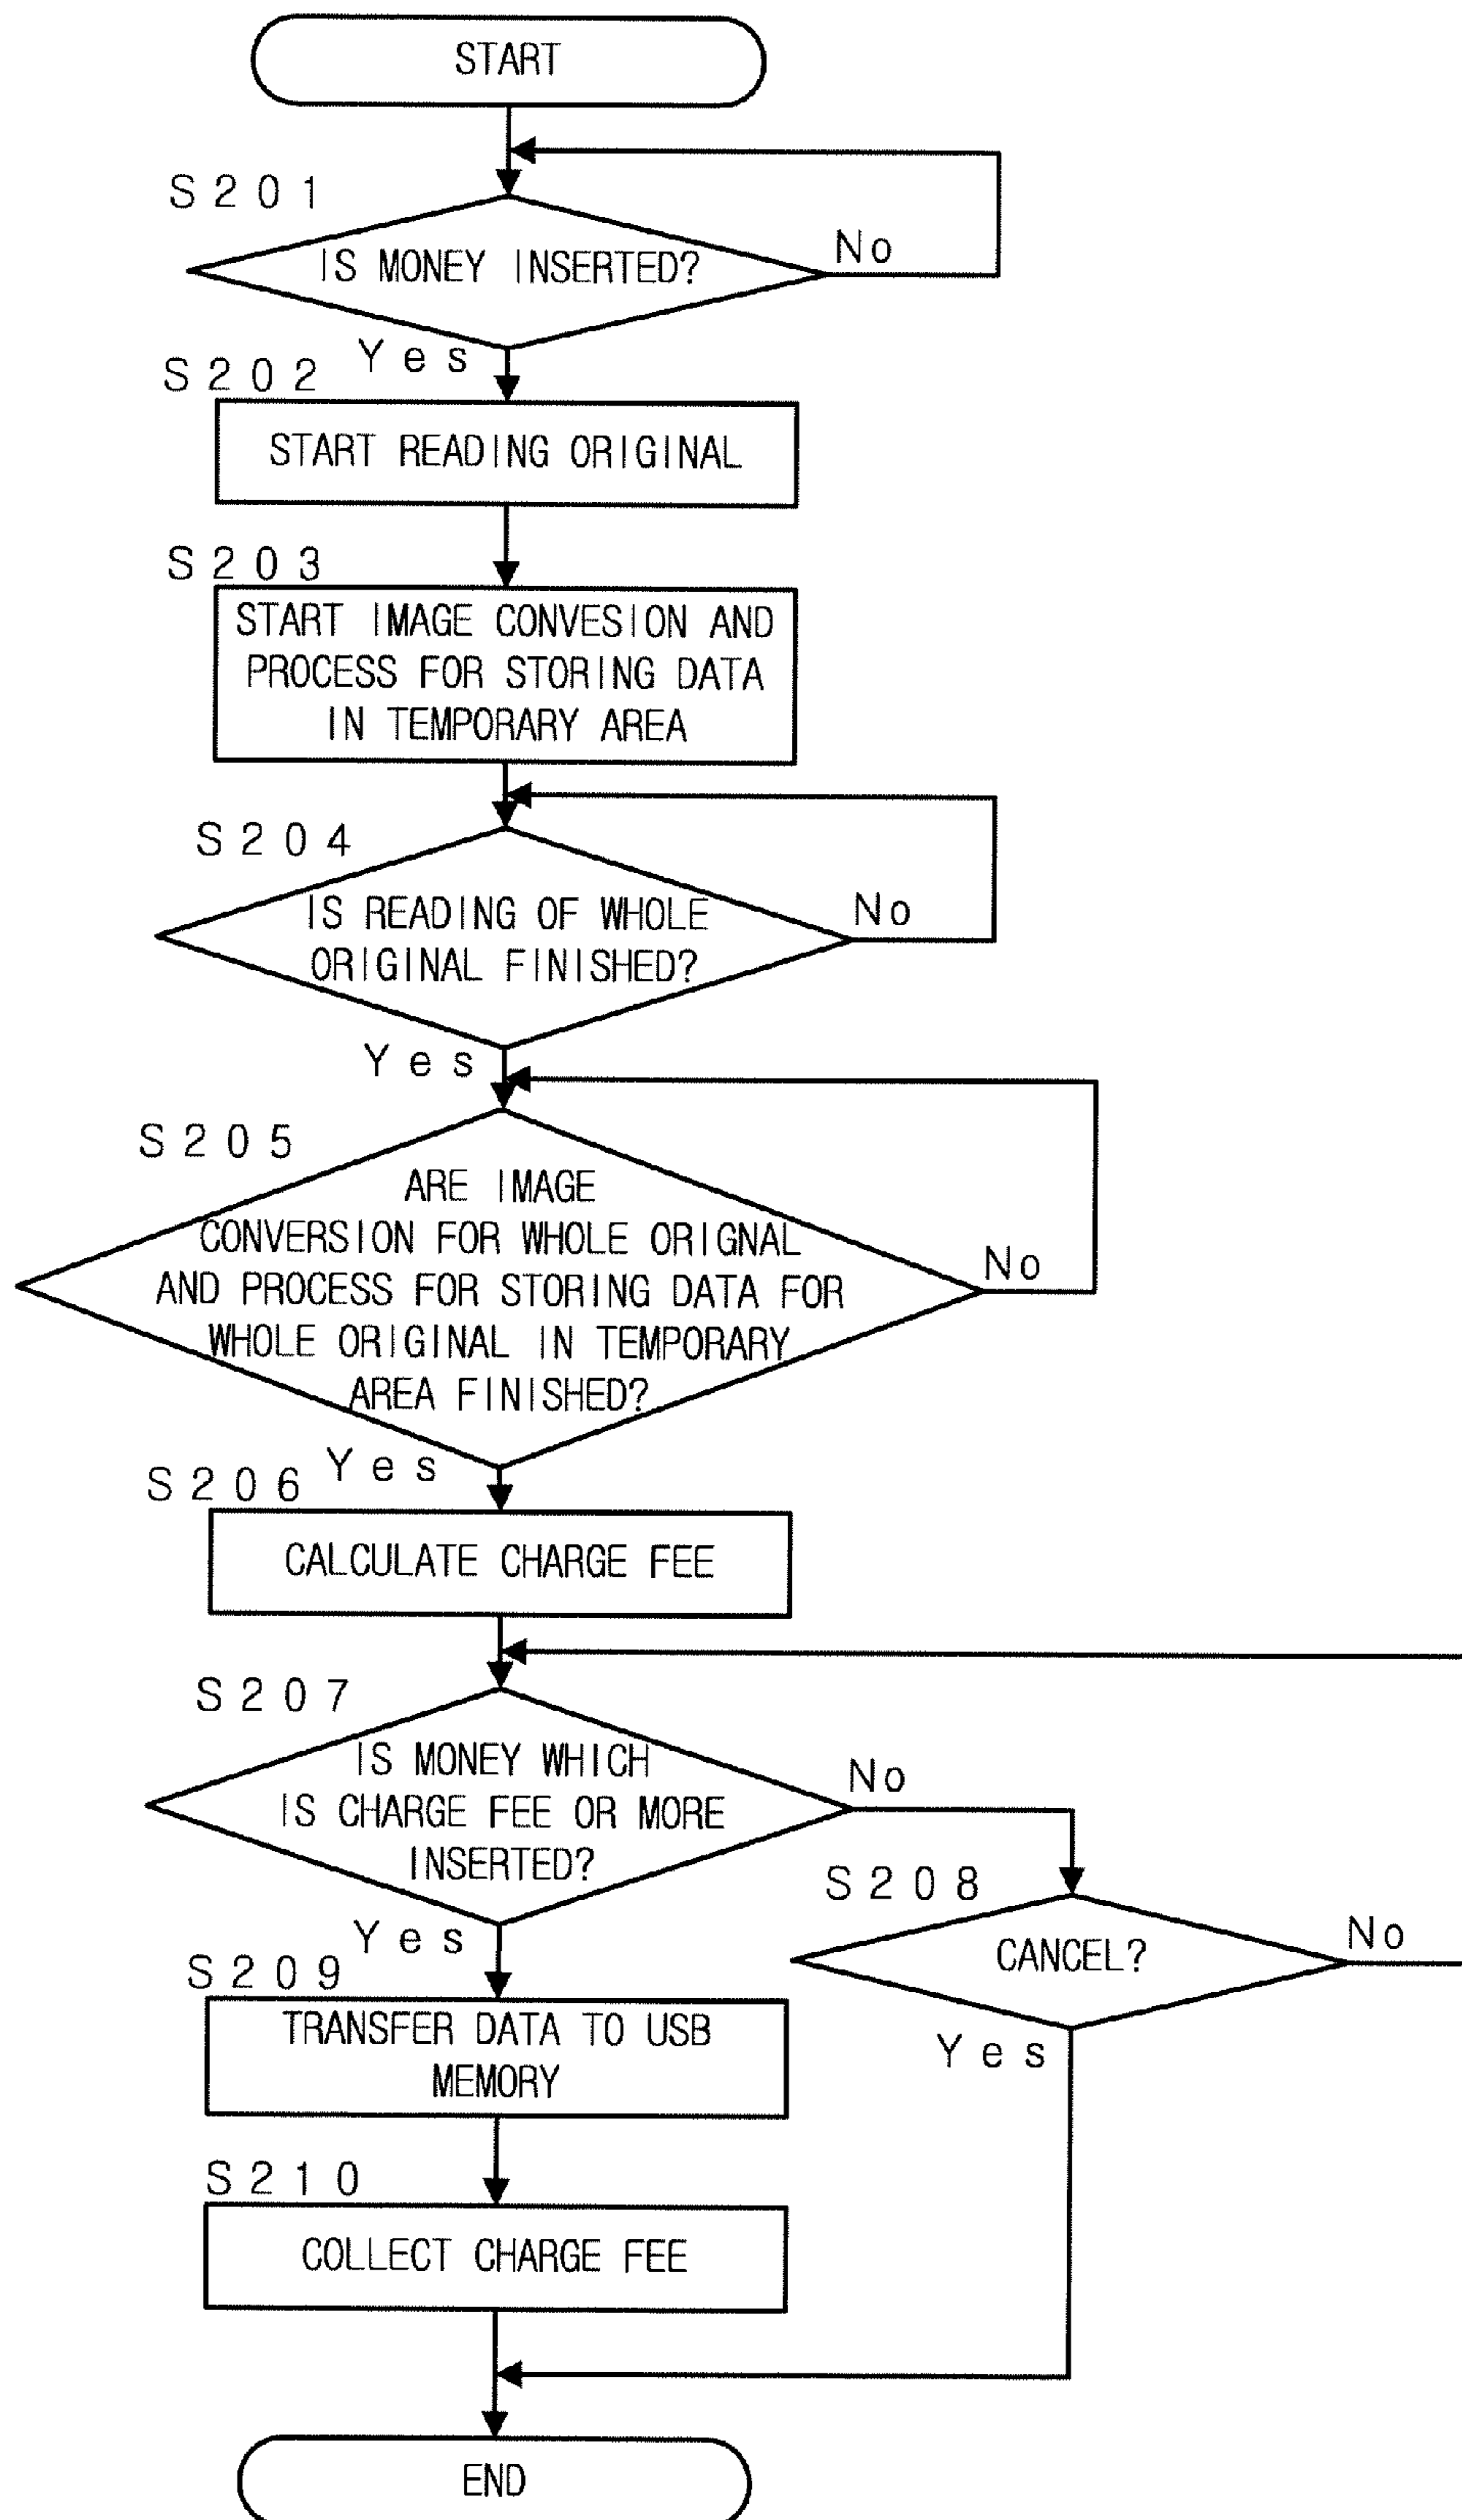 START
S201
IS MONEY INSERTED?
No
Yes
S202
START READING ORIGINAL
S203
START IMAGE CONVESION AND
PROCESS FOR STORING DATA
IN TEMPORARY AREA
S204
IS READING OF WHOLE
ORIGINAL FINISHED?
No
Yes
S205
ARE IMAGE
CONVERSION FOR WHOLE ORIGNAL
AND PROCESS FOR STORING DATA FOR
WHOLE ORIGINAL IN TEMPORARY
AREA FINISHED?
No
Yes
S206
CALCULATE CHARGE FEE
S207
IS MONEY WHICH
IS CHARGE FEE OR MORE
INSERTED?
No
S208
CANCEL?
No
Yes
Yes
S209
TRANSFER DATA TO USB
MEMORY
S210
COLLECT CHARGE FEE
END